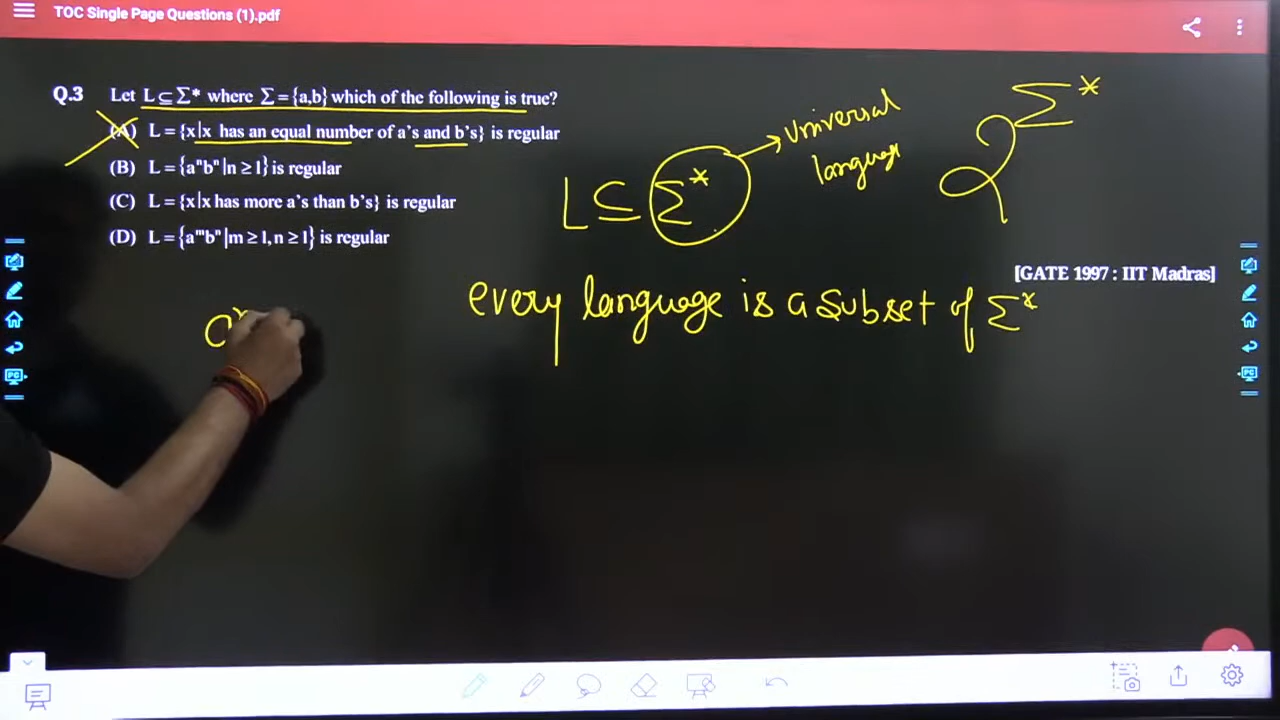 TOC Single Page Questions (1).pdf
Q.3 Let L ⊆ Σ* where Σ = {a,b} which of the following is true?
(A) L = {x|x has an equal number of a's and b's} is regular
(B) L = {aⁿbⁿ | n ≥ 1} is regular
(C) L = {x|x has more a's than b's} is regular
(D) L = {aᵐbⁿ | m ≥ 1, n ≥ 1} is regular
[GATE 1997 : IIT Madras]
L ⊆ Σ*
Universal
language
2^Σ*
every language is a subset of Σ*
PC
PC